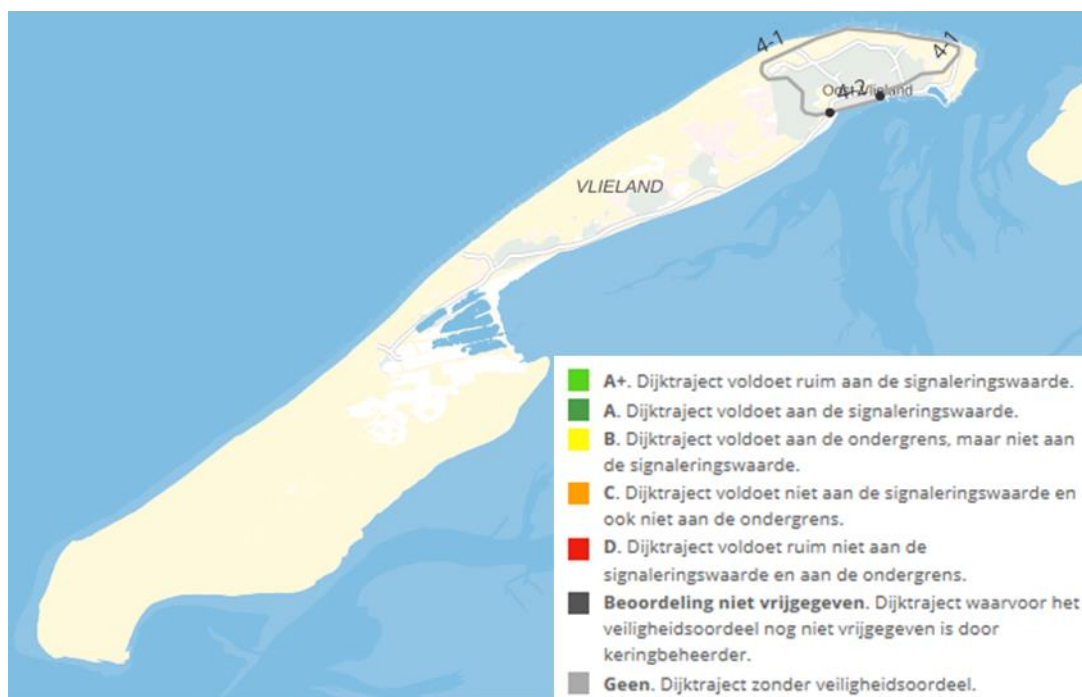 4-1
4-1
4-2
Oost-Vlieland
VLIELAND
A+. Dijktraject voldoet ruim aan de signaleringswaarde.
A. Dijktraject voldoet aan de signaleringswaarde.
B. Dijktraject voldoet aan de ondergrens, maar niet aan
de signaleringswaarde.
C. Dijktraject voldoet niet aan de signaleringswaarde en
ook niet aan de ondergrens.
D. Dijktraject voldoet ruim niet aan de
signaleringswaarde en aan de ondergrens.
Beoordeling niet vrijgegeven. Dijktraject waarvoor het
veiligheidsoordeel nog niet vrijgegeven is door
keringbeheerder.
Geen. Dijktraject zonder veiligheidsoordeel.